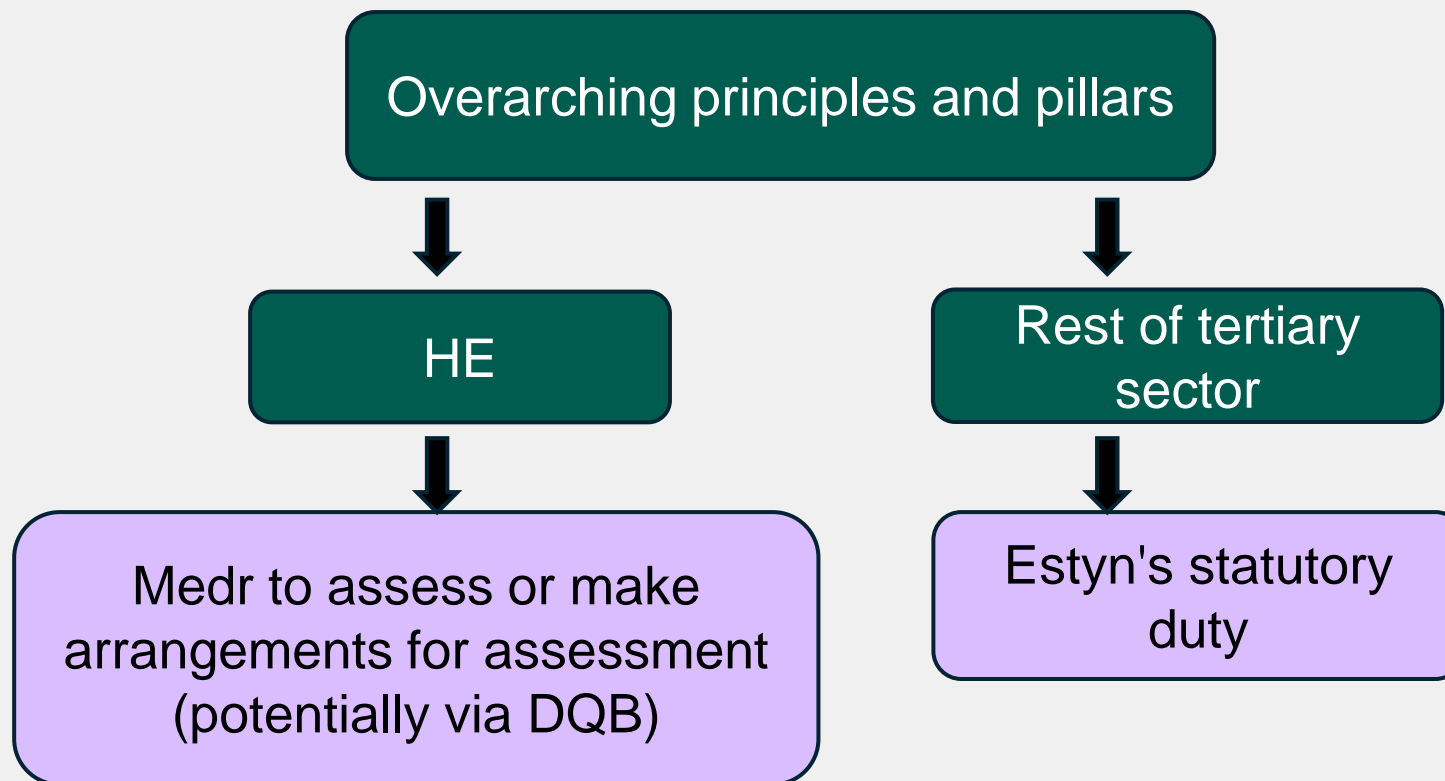 Overarching principles and pillars
HE
Rest of tertiary
sector
Medr to assess or make
arrangements for assessment
(potentially via DQB)
Estyn's statutory
duty